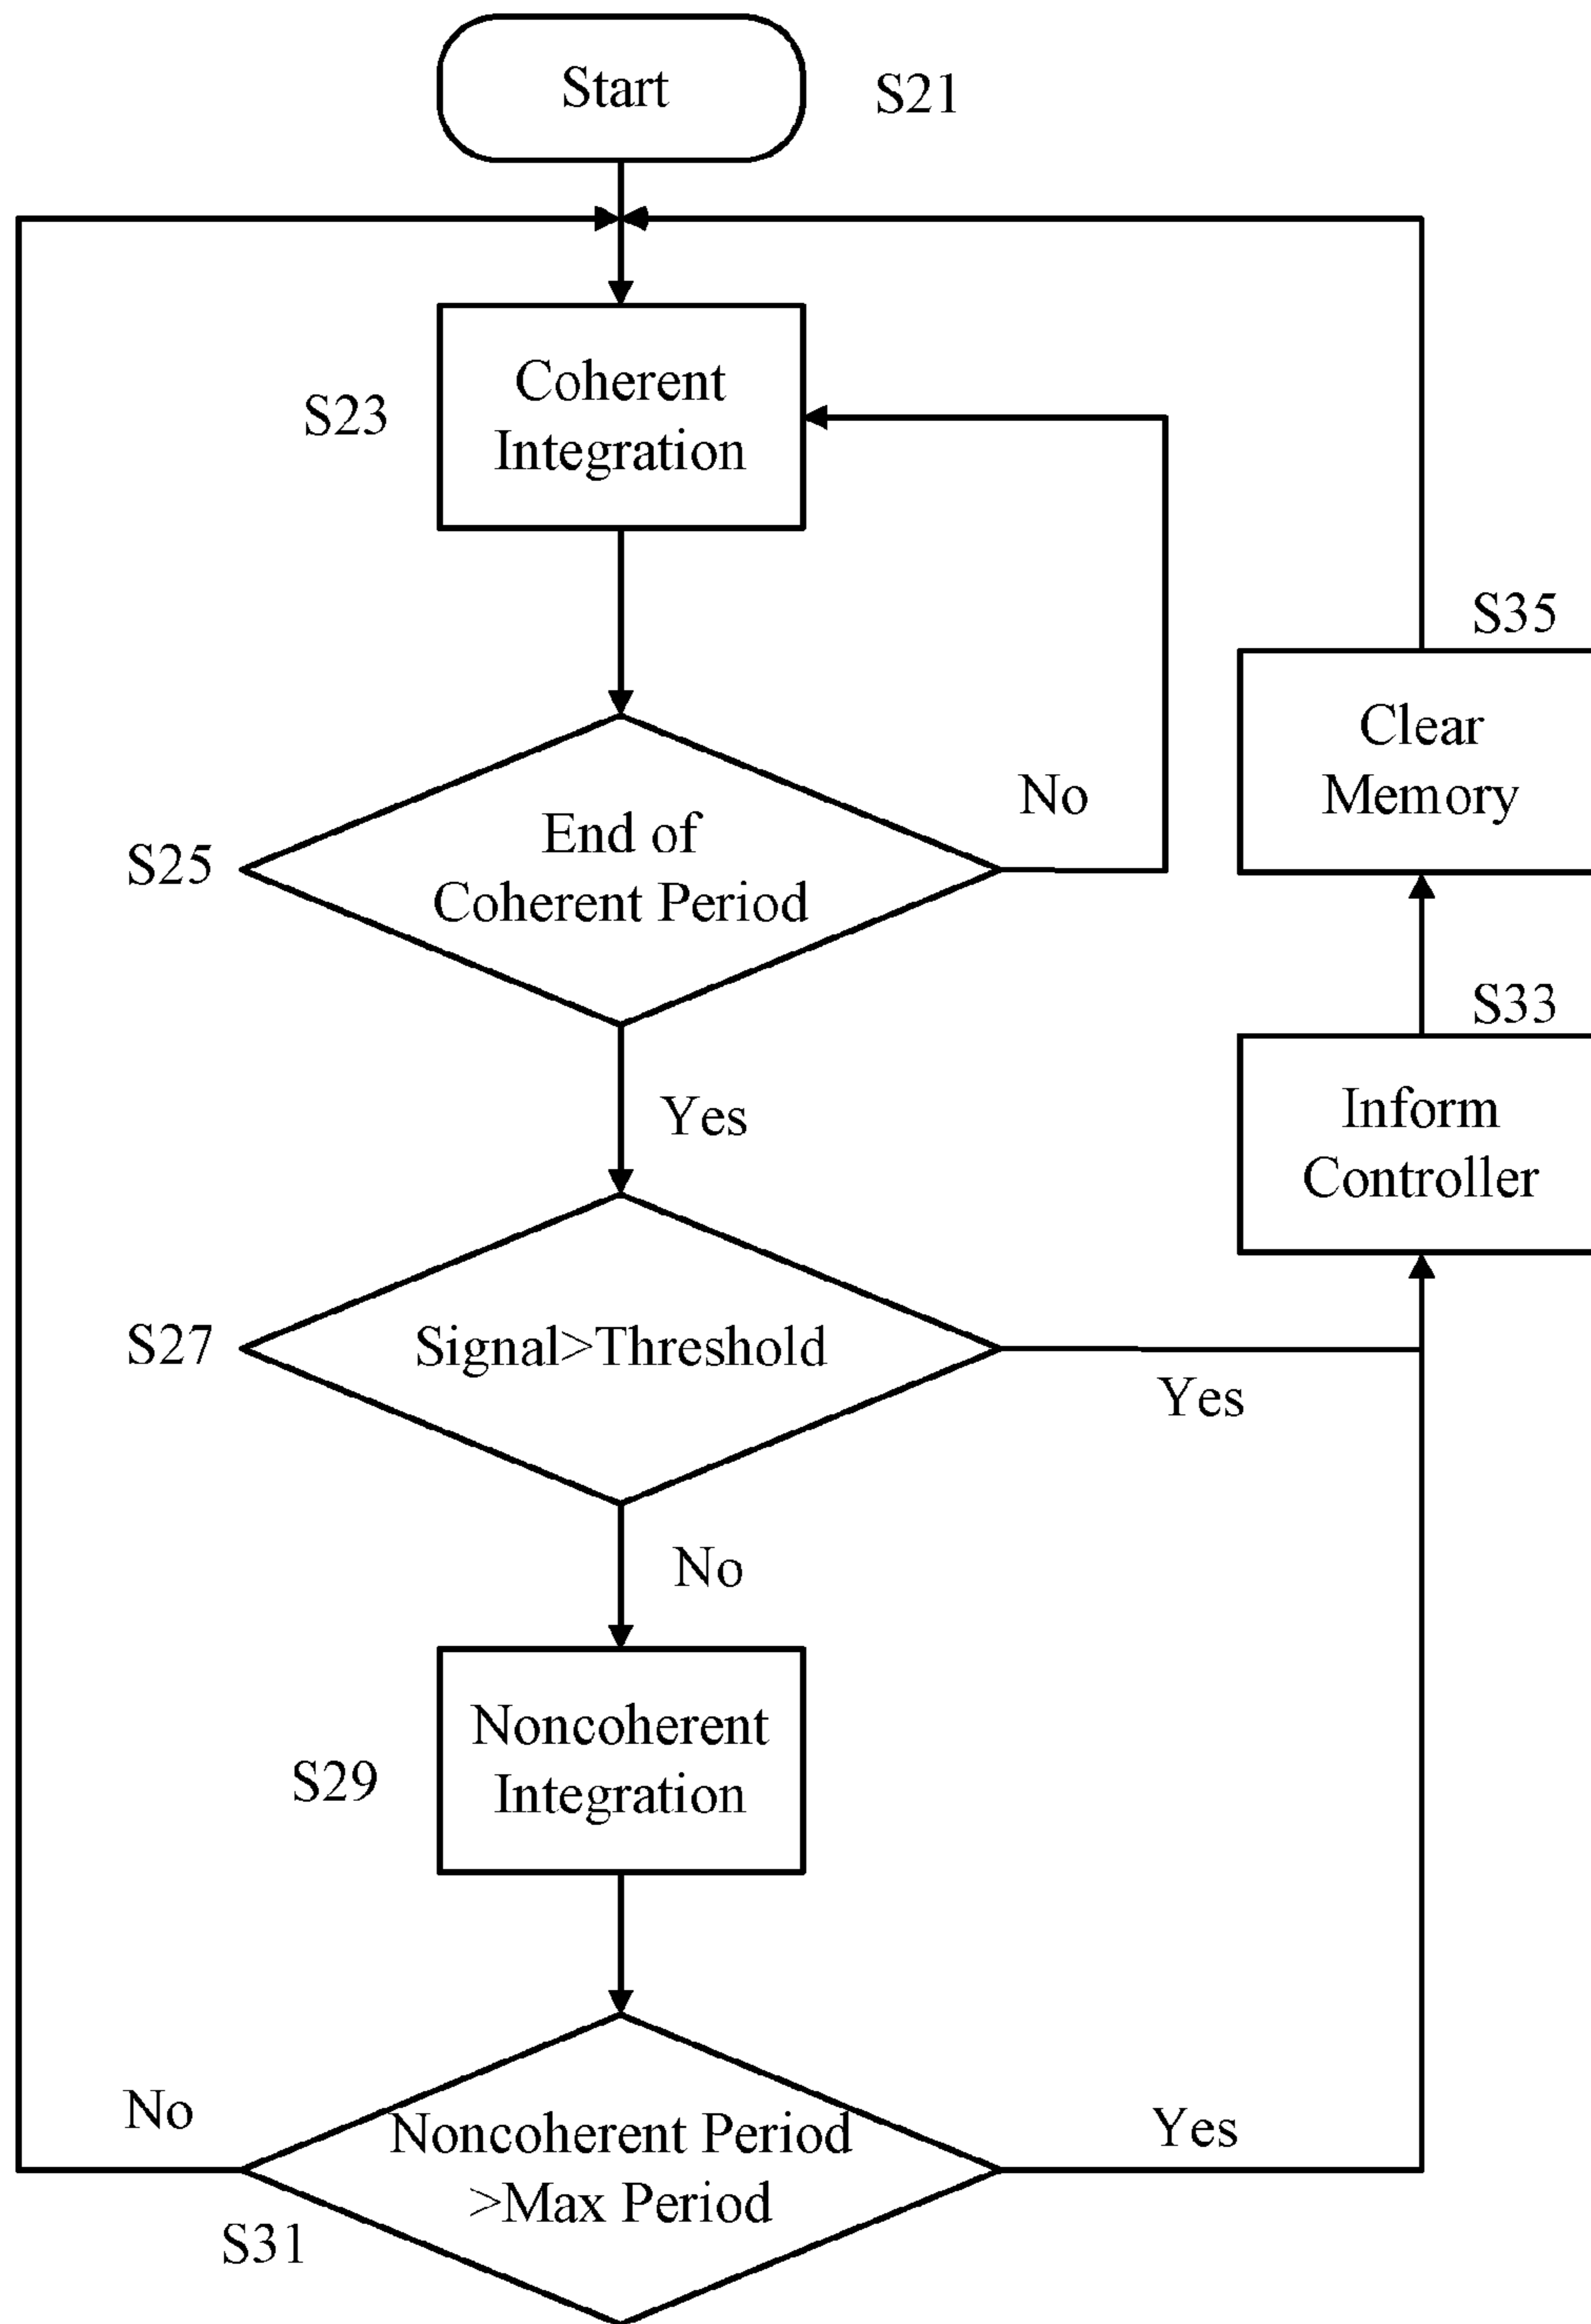 Start
S21
Coherent
Integration
S23
S35
Clear
Memory
No
End of
Coherent Period
S25
S33
Inform
Controller
Yes
Signal>Threshold
S27
Yes
No
Noncoherent
Integration
S29
No
Noncoherent Period
>Max Period
Yes
S31